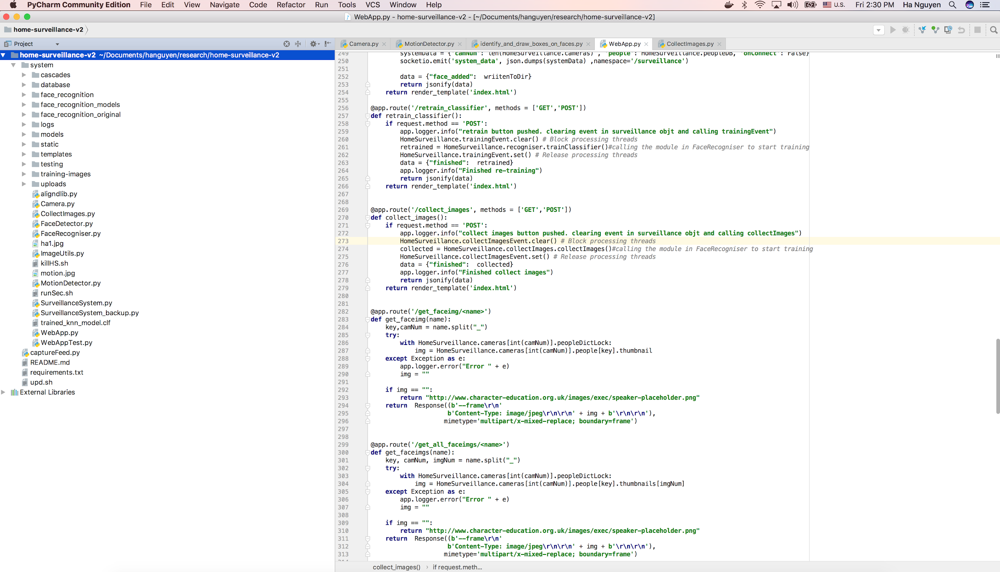 PyCharm Community Edition File Edit View Navigate Code Refactor Run Tools VCS Window Help U.S. Fri 2:30 PM Ha Nguyen
WebApp.py - home-surveillance-v2 - [~/Documents/hanguyen/research/home-surveillance-v2]
home-surveillance-v2
Project
Camera.py MotionDetector.py identify_and_draw_boxes_on_faces.py WebApp.py CollectImages.py
home-surveillance-v2 ~/Documents/hanguyen/research/home-surveillance-v2
system
cascades
database
face_recognition
face_recognition_models
face_recognition_original
logs
models
static
templates
testing
training-images
uploads
aligndlib.py
Camera.py
CollectImages.py
FaceDetector.py
FaceRecogniser.py
ha1.jpg
ImageUtils.py
killHS.sh
motion.jpg
MotionDetector.py
runSec.sh
SurveillanceSystem.py
SurveillanceSystem_backup.py
trained_knn_model.clf
WebApp.py
WebAppTest.py
captureFeed.py
README.md
requirements.txt
upd.sh
External Libraries
249 systemData = {'camNum': len(HomeSurveillance.cameras) , 'people': HomeSurveillance.peopleDB, 'onConnect': False}
250 socketio.emit('system_data', json.dumps(systemData) ,namespace='/surveillance')
251
252 data = {"face_added":  wriitenToDir}
253 return jsonify(data)
254 return render_template('index.html')
255
256 @app.route('/retrain_classifier', methods = ['GET','POST'])
257 def retrain_classifier():
258 if request.method == 'POST':
259 app.logger.info("retrain button pushed. clearing event in surveillance objt and calling trainingEvent")
260 HomeSurveillance.trainingEvent.clear() # Block processing threads
261 retrained = HomeSurveillance.recogniser.trainClassifier()#calling the module in FaceRecogniser to start training
262 HomeSurveillance.trainingEvent.set() # Release processing threads
263 data = {"finished":  retrained}
264 app.logger.info("Finished re-training")
265 return jsonify(data)
266 return render_template('index.html')
267
268
269 @app.route('/collect_images', methods = ['GET','POST'])
270 def collect_images():
271 if request.method == 'POST':
272 app.logger.info("collect images button pushed. clearing event in surveillance objt and calling collectImages")
273 HomeSurveillance.collectImagesEvent.clear() # Block processing threads
274 collected = HomeSurveillance.collectImages.collectImages()#calling the module in FaceRecogniser to start training
275 HomeSurveillance.collectImagesEvent.set() # Release processing threads
276 data = {"finished":  collected}
277 app.logger.info("Finished collect images")
278 return jsonify(data)
279 return render_template('index.html')
280
281
282 @app.route('/get_faceimg/<name>')
283 def get_faceimg(name):
284 key,camNum = name.split("_")
285 try:
286 with HomeSurveillance.cameras[int(camNum)].peopleDictLock:
287 img = HomeSurveillance.cameras[int(camNum)].people[key].thumbnail
288 except Exception as e:
289 app.logger.error("Error " + e)
290 img = ""
291
292 if img == "":
293 return "http://www.character-education.org.uk/images/exec/speaker-placeholder.png"
294 return  Response((b'--frame\r\n'
295 b'Content-Type: image/jpeg\r\n\r\n' + img + b'\r\n\r\n'),
296 mimetype='multipart/x-mixed-replace; boundary=frame')
297
298
299 @app.route('/get_all_faceimgs/<name>')
300 def get_faceimgs(name):
301 key, camNum, imgNum = name.split("_")
302 try:
303 with HomeSurveillance.cameras[int(camNum)].peopleDictLock:
304 img = HomeSurveillance.cameras[int(camNum)].people[key].thumbnails[imgNum]
305 except Exception as e:
306 app.logger.error("Error " + e)
307 img = ""
308
309 if img == "":
310 return "http://www.character-education.org.uk/images/exec/speaker-placeholder.png"
311 return  Response((b'--frame\r\n'
312 b'Content-Type: image/jpeg\r\n\r\n' + img + b'\r\n\r\n'),
313 mimetype='multipart/x-mixed-replace; boundary=frame')
collect_images() › if request.meth...